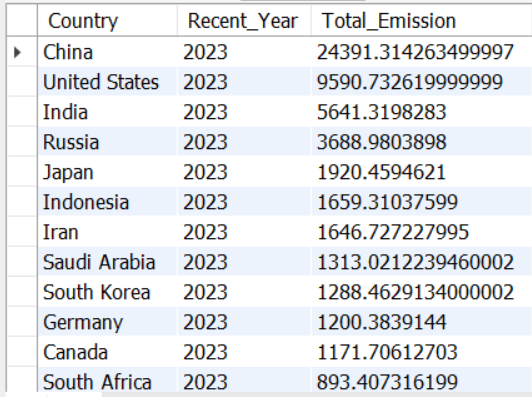 Country Recent_Year Total_Emission
China 2023 24391.314263499997
United States 2023 9590.732619999999
India 2023 5641.3198283
Russia 2023 3688.9803898
Japan 2023 1920.4594621
Indonesia 2023 1659.31037599
Iran 2023 1646.727227995
Saudi Arabia 2023 1313.0212239460002
South Korea 2023 1288.4629134000002
Germany 2023 1200.3839144
Canada 2023 1171.70612703
South Africa 2023 893.407316199